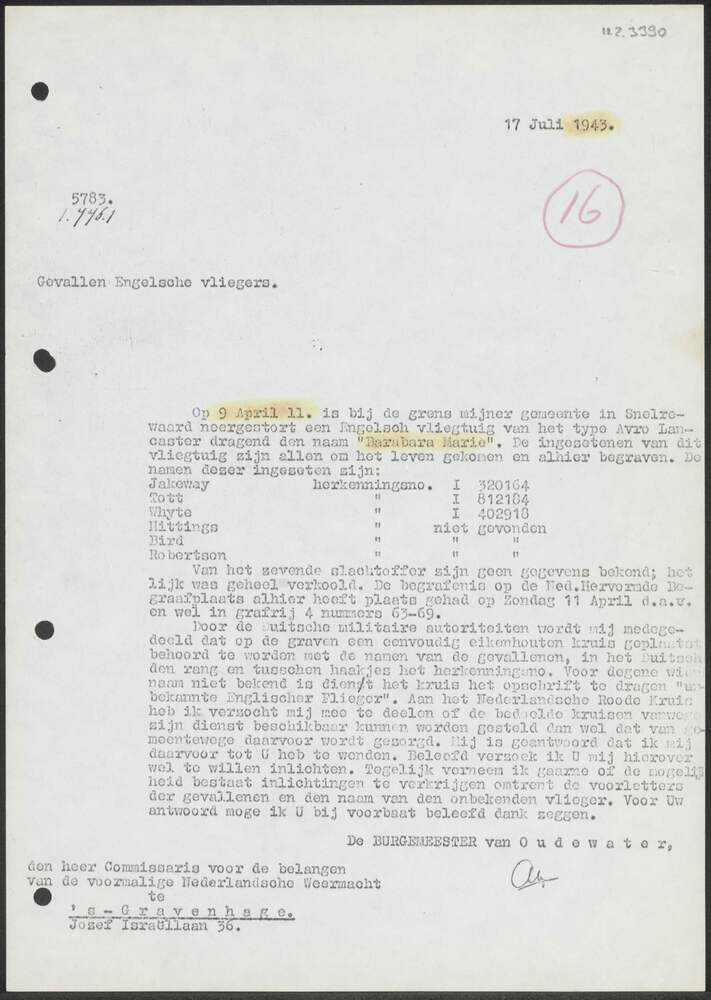 112.3390
17 Juli 1943.
5783.
1.776.1
16
Gevallen Engelsche vliegers.
Op 9 April 11. is bij de grens mijner gemeente in Snelre-
waard neergestort een Engelsch vliegtuig van het type Avro Lan-
caster dragend den naam "Barabara Marie". De ingezetenen van dit
vliegtuig zijn allen om het leven gekomen en alhier begraven. De
namen dezer ingezeten zijn:
Jakeway herkenningsno. I 320164
Tott " I 812184
Whyte " I 402918
Hittings " niet gevonden
Bird " " "
Robertson " " "
Van het zevende slachtoffer zijn geen gegevens bekend; het
lijk was geheel verkoold. De begrafenis op de Ned.Hervormde Be-
graafplaats alhier heeft plaats gehad op Zondag 11 April d.a.v.
en wel in grafrij 4 nummers 63-69.
Door de Duitsche militaire autoriteiten wordt mij medege-
deeld dat op de graven een eenvoudig eikenhouten kruis geplaatst
behoord te worden met de namen van de gevallenen, in het Duitsch
den rang en tusschen haakjes het herkenningsno. Voor degene wiens
naam niet bekend is dien/t het kruis het opschrift te dragen "un-
bekannte Englischer Flieger". Aan het Nederlandsche Roode Kruis
heb ik verzocht mij mee te deelen of de bedoelde kruisen vanwege
zijn dienst beschikbaar kunnen worden gesteld dan wel dat van ge-
meentewege daarvoor wordt gezorgd. Mij is geantwoord dat ik mij
daarvoor tot U heb te wenden. Beleefd verzoek ik U mij hierover
wel te willen inlichten. Tegelijk verneem ik gaarne of de mogelij
heid bestaat inlichtingen te verkrijgen omtrent de voorletters
der gevallenen en den naam van den onbekenden vlieger. Voor Uw
antwoord moge ik U bij voorbaat beleefd dank zeggen.
De BURGEMEESTER van O u d e w a t e r,
den heer Commissaris voor de belangen
van de voormalige Nederlandsche Weermacht
te
's - G r a v e n h a g e.
Jozef Israëllaan 36.